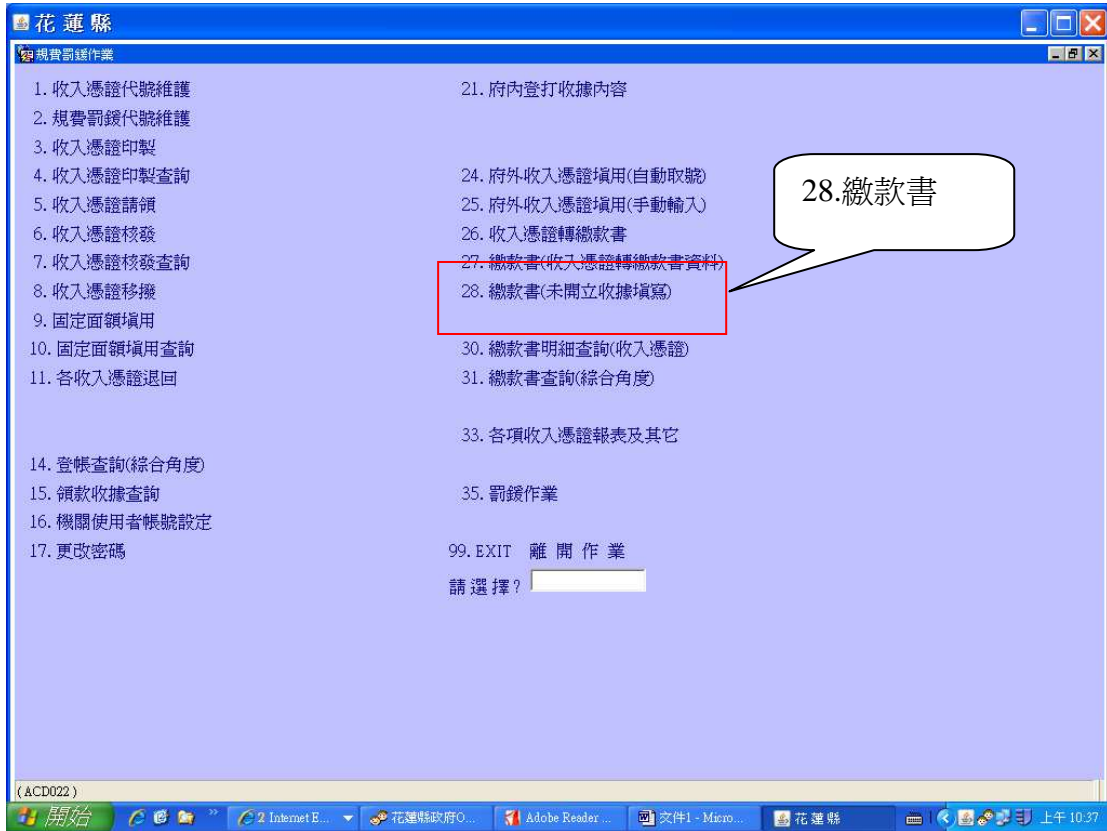 花蓮縣
規費罰鍰作業
1. 收入憑證代號維護
2. 規費罰鍰代號維護
3. 收入憑證印製
4. 收入憑證印製查詢
5. 收入憑證請領
6. 收入憑證核發
7. 收入憑證核發查詢
8. 收入憑證移撥
9. 固定面額填用
10. 固定面額填用查詢
11. 各收入憑證退回
14. 登帳查詢(綜合角度)
15. 領款收據查詢
16. 機關使用者帳號設定
17. 更改密碼
21. 府內登打收據內容
24. 府外收入憑證填用(自動取號)
25. 府外收入憑證填用(手動輸入)
26. 收入憑證轉繳款書
27. 繳款書(收入憑證轉繳款書資料)
28. 繳款書(未開立收據填寫)
30. 繳款書明細查詢(收入憑證)
31. 繳款書查詢(綜合角度)
33. 各項收入憑證報表及其它
35. 罰鍰作業
99. EXIT 離開作業
請選擇?
28.繳款書
(ACD022)
開始
2 Internet E...
花蓮縣政府O...
Adobe Reader ...
文件1 - Micro...
花蓮縣
上午 10:37